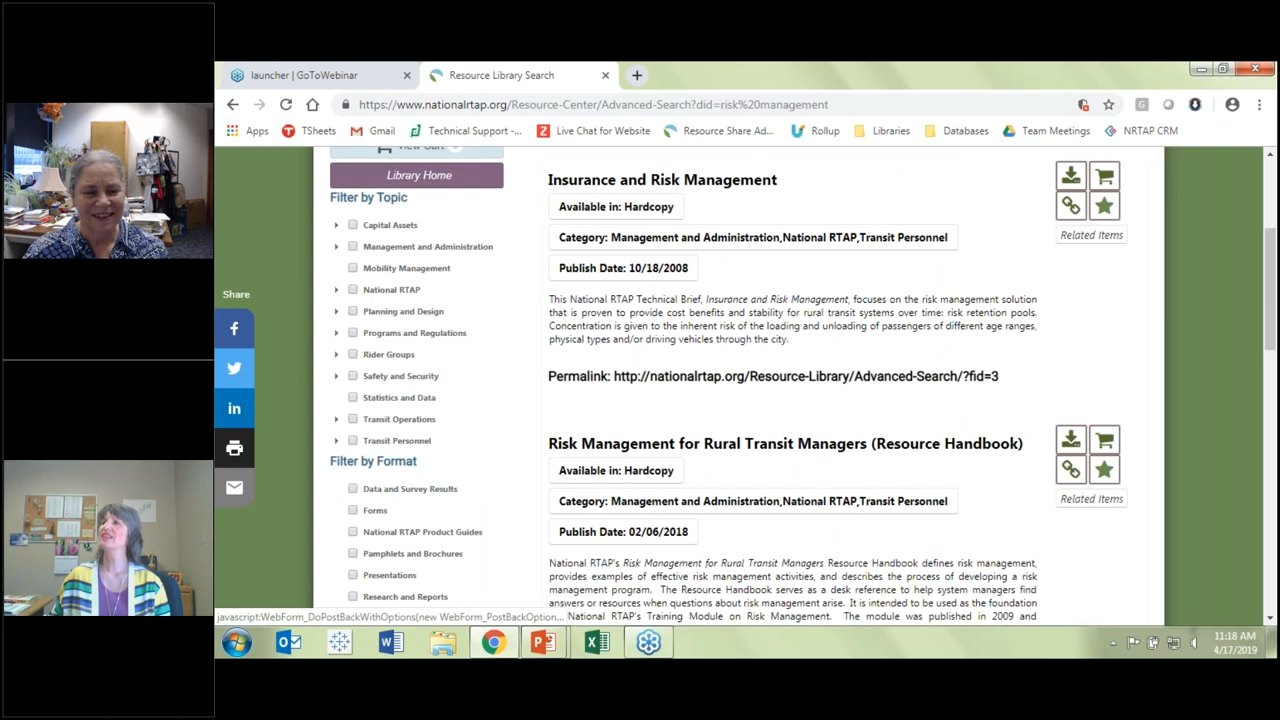 launcher | GoToWebinar
Resource Library Search
https://www.nationalrtap.org/Resource-Center/Advanced-Search?did=risk%20management
Apps
TSheets
Gmail
Technical Support -...
Live Chat for Website
Resource Share Ad...
Rollup
Libraries
Databases
Team Meetings
NRTAP CRM
View Cart
Library Home
Filter by Topic
Capital Assets
Management and Administration
Mobility Management
National RTAP
Planning and Design
Programs and Regulations
Rider Groups
Safety and Security
Statistics and Data
Transit Operations
Transit Personnel
Filter by Format
Data and Survey Results
Forms
National RTAP Product Guides
Pamphlets and Brochures
Presentations
Research and Reports
Share
Insurance and Risk Management
Available in: Hardcopy
Category: Management and Administration,National RTAP,Transit Personnel
Publish Date: 10/18/2008
This National RTAP Technical Brief, Insurance and Risk Management, focuses on the risk management solution
that is proven to provide cost benefits and stability for rural transit systems over time: risk retention pools.
Concentration is given to the inherent risk of the loading and unloading of passengers of different age ranges,
physical types and/or driving vehicles through the city.
Permalink: http://nationalrtap.org/Resource-Library/Advanced-Search/?fid=3
Related Items
Risk Management for Rural Transit Managers (Resource Handbook)
Available in: Hardcopy
Category: Management and Administration,National RTAP,Transit Personnel
Publish Date: 02/06/2018
National RTAP's Risk Management for Rural Transit Managers Resource Handbook defines risk management,
provides examples of effective risk management activities, and describes the process of developing a risk
management program. The Resource Handbook serves as a desk reference to help system managers find
answers or resources when questions about risk management arise. It is intended to be used as the foundation
National RTAP's Training Module on Risk Management. The module was published in 2009 and
Related Items
javascript:WebForm_DoPostBackWithOptions(new WebForm_PostBackOption...
11:18 AM
4/17/2019